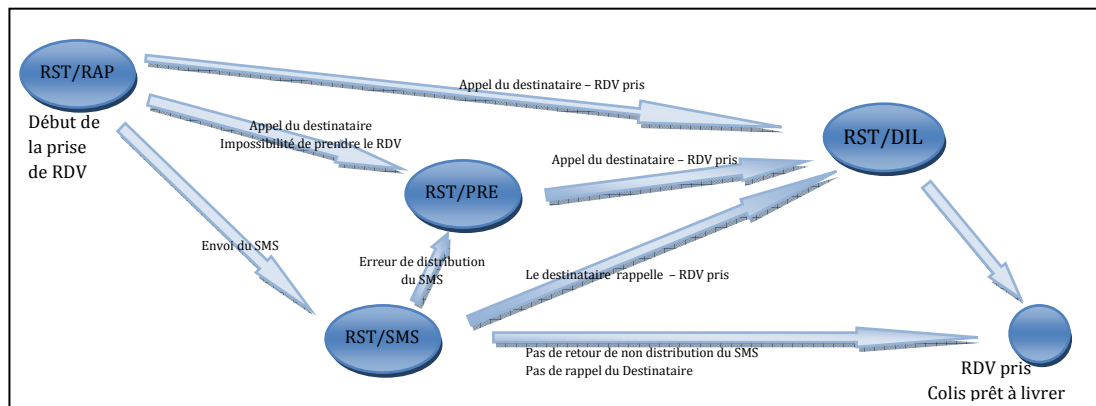 RST/RAP
Début de
la prise
de RDV
Appel du destinataire – RDV pris
Appel du destinataire
Impossibilité de prendre le RDV
RST/DIL
Appel du destinataire – RDV pris
RST/PRE
Envoi du SMS
Erreur de distribution
du SMS
Le destinataire rappelle – RDV pris
RST/SMS
Pas de retour de non distribution du SMS
Pas de rappel du Destinataire
RDV pris
Colis prêt à livrer